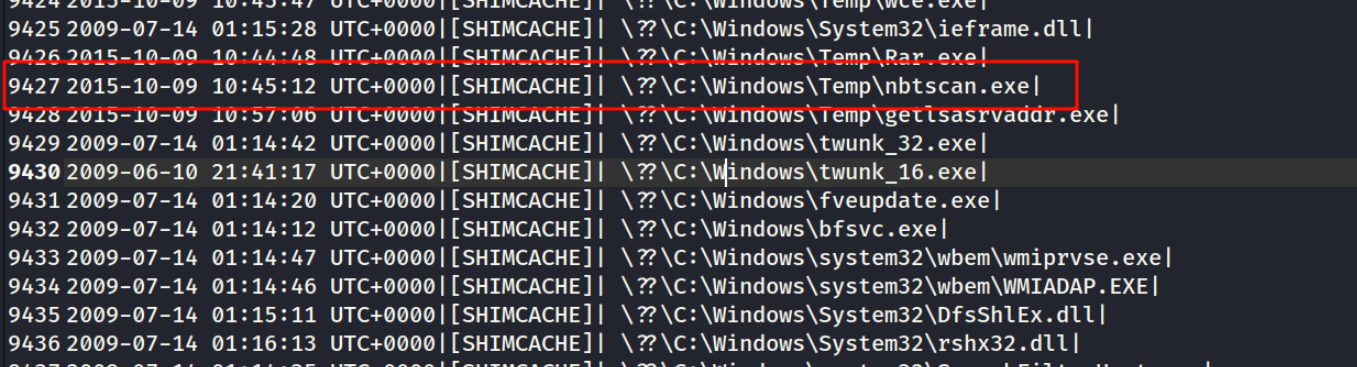 9424 2015-10-09 10:45:47 UTC+0000|[SHIMCACHE]| \??\C:\Windows\Temp\wce.exe|
9425 2009-07-14 01:15:28 UTC+0000|[SHIMCACHE]| \??\C:\Windows\System32\ieframe.dll|
9426 2015-10-09 10:44:48 UTC+0000|[SHIMCACHE]| \??\C:\Windows\Temp\Rar.exe|
9427 2015-10-09 10:45:12 UTC+0000|[SHIMCACHE]| \??\C:\Windows\Temp\nbtscan.exe|
9428 2015-10-09 10:57:06 UTC+0000|[SHIMCACHE]| \??\C:\Windows\Temp\getlsasrvaddr.exe|
9429 2009-07-14 01:14:42 UTC+0000|[SHIMCACHE]| \??\C:\Windows\twunk_32.exe|
9430 2009-06-10 21:41:17 UTC+0000|[SHIMCACHE]| \??\C:\Windows\twunk_16.exe|
9431 2009-07-14 01:14:20 UTC+0000|[SHIMCACHE]| \??\C:\Windows\fveupdate.exe|
9432 2009-07-14 01:14:12 UTC+0000|[SHIMCACHE]| \??\C:\Windows\bfsvc.exe|
9433 2009-07-14 01:14:47 UTC+0000|[SHIMCACHE]| \??\C:\Windows\system32\wbem\wmiprvse.exe|
9434 2009-07-14 01:14:46 UTC+0000|[SHIMCACHE]| \??\C:\Windows\system32\wbem\WMIADAP.EXE|
9435 2009-07-14 01:15:11 UTC+0000|[SHIMCACHE]| \??\C:\Windows\System32\DfsShlEx.dll|
9436 2009-07-14 01:16:13 UTC+0000|[SHIMCACHE]| \??\C:\Windows\System32\rshx32.dll|